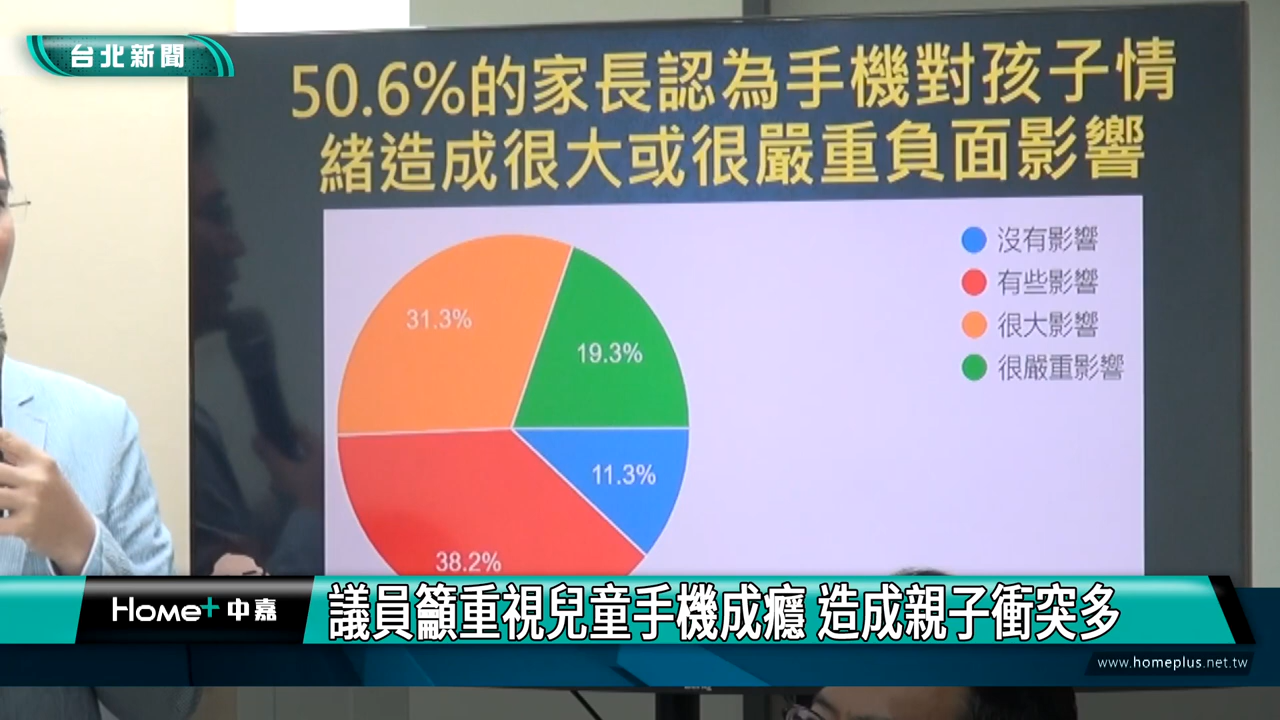 台北新聞
50.6%的家長認為手機對孩子情
緒造成很大或很嚴重負面影響
沒有影響
有些影響
很大影響
很嚴重影響
31.3%
19.3%
11.3%
38.2%
Home+中嘉
議員籲重視兒童手機成癮 造成親子衝突多
www.homeplus.net.tw